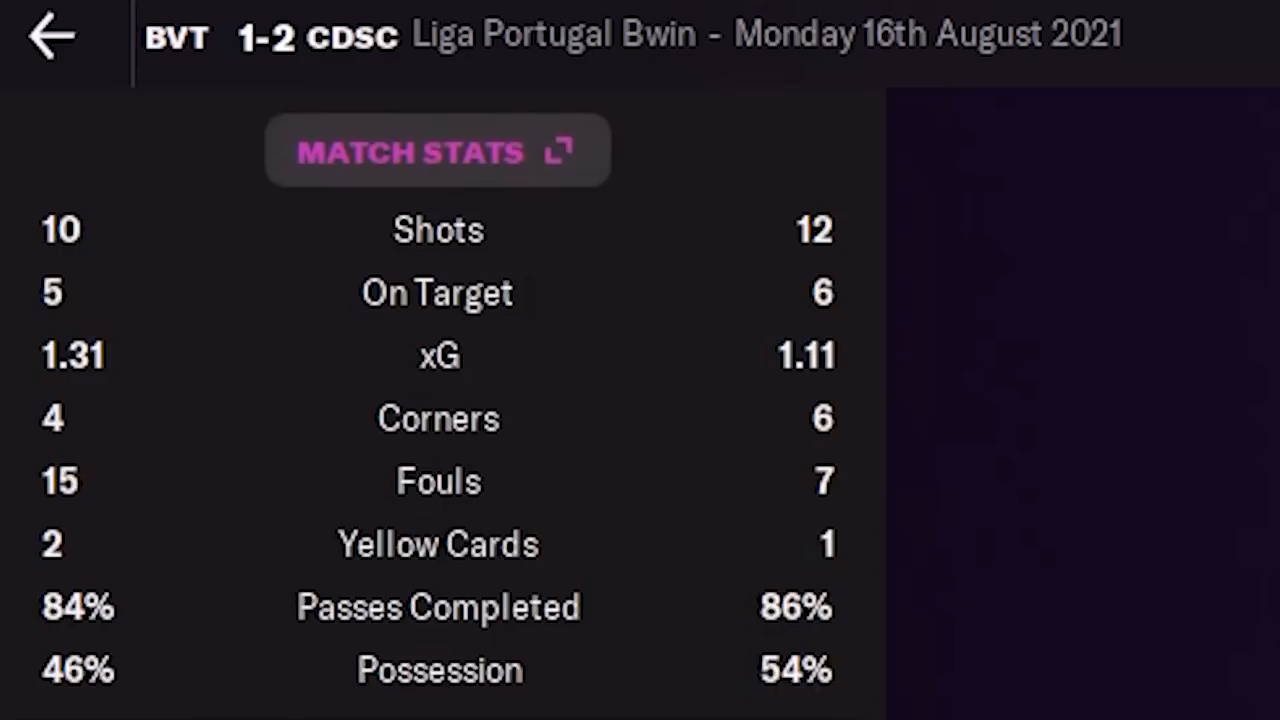 BVT 1-2 CDSC Liga Portugal Bwin - Monday 16th August 2021
MATCH STATS
10 Shots 12
5 On Target 6
1.31 xG 1.11
4 Corners 6
15 Fouls 7
2 Yellow Cards 1
84% Passes Completed 86%
46% Possession 54%